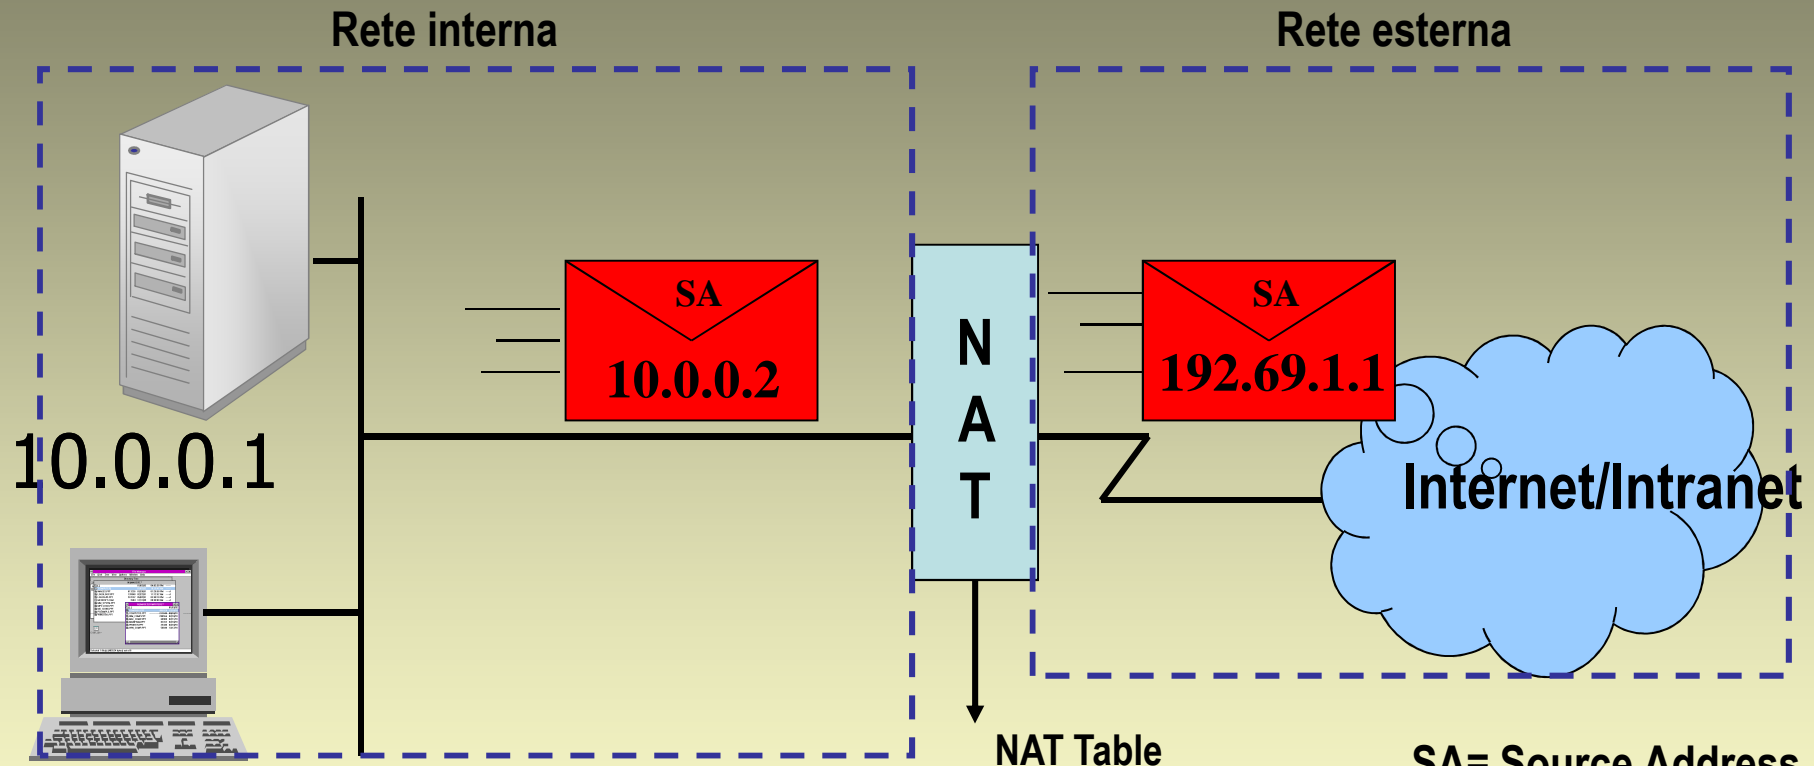 Rete interna
Rete esterna
SA
10.0.0.2
SA
192.69.1.1
N
A
T
10.0.0.1
Internet/Intranet
NAT Table
SA= Source Address